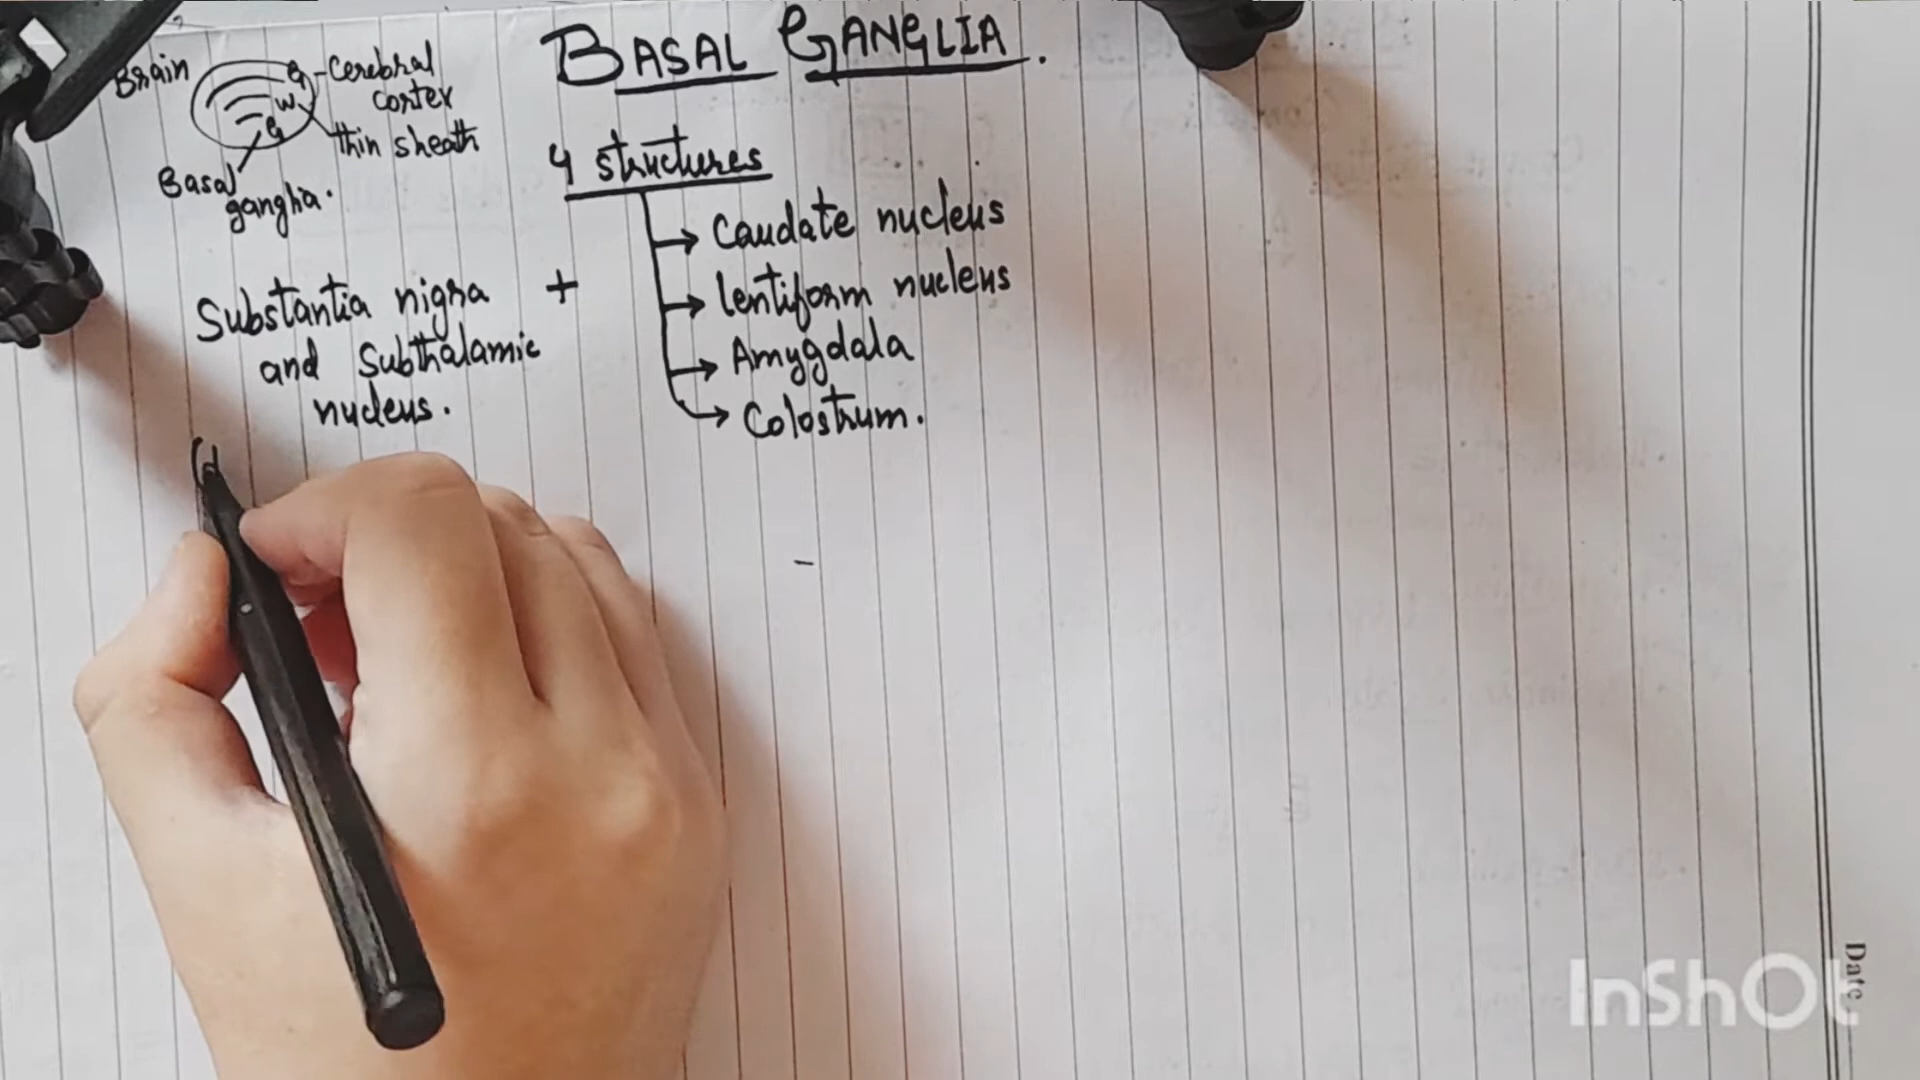 BASAL GANGLIA.
Brain
G - Cerebral
cortex
W
thin sheath
G
Basal
ganglia.
4 structures
Caudate nucleus
lentiform nucleus
Amygdala
Colostrum.
Substantia nigra +
and Subthalamic
nucleus.
InShOt
Date